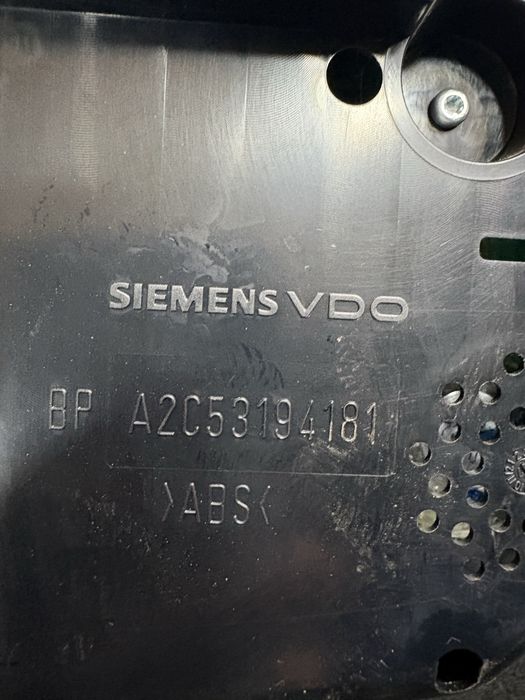 SIEMENS VDO
BP A2C53194181
>ABS<